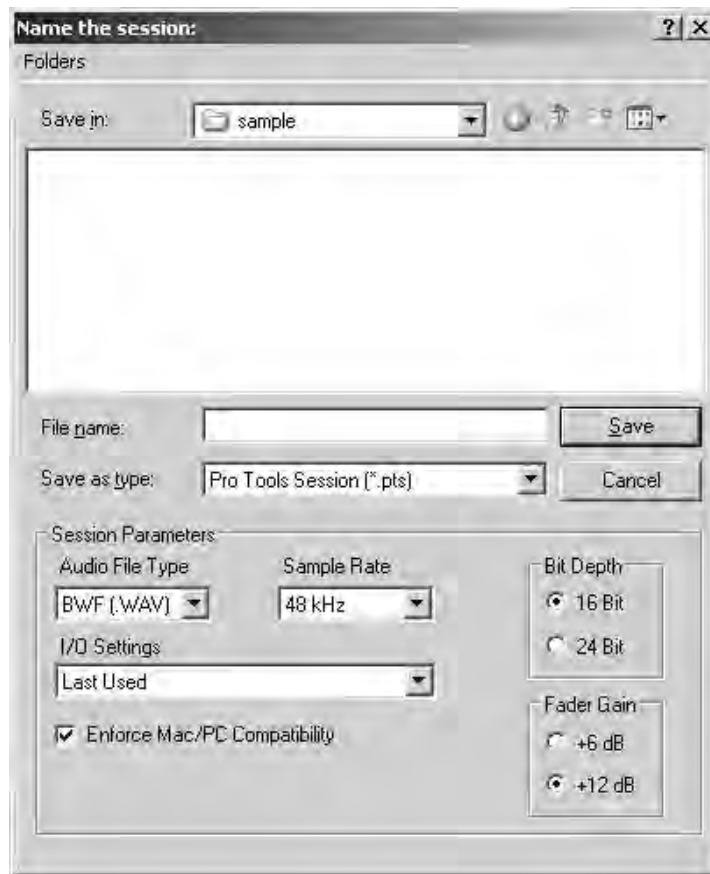 Name the session:
Folders
Save in:
sample
File name:
Save
Save as type:
Pro Tools Session (*.pts)
Cancel
Session Parameters
Audio File Type
Sample Rate
Bit Depth
BWF (.WAV)
48 kHz
16 Bit
24 Bit
I/O Settings
Last Used
Enforce Mac/PC Compatibility
Fader Gain
+6 dB
+12 dB